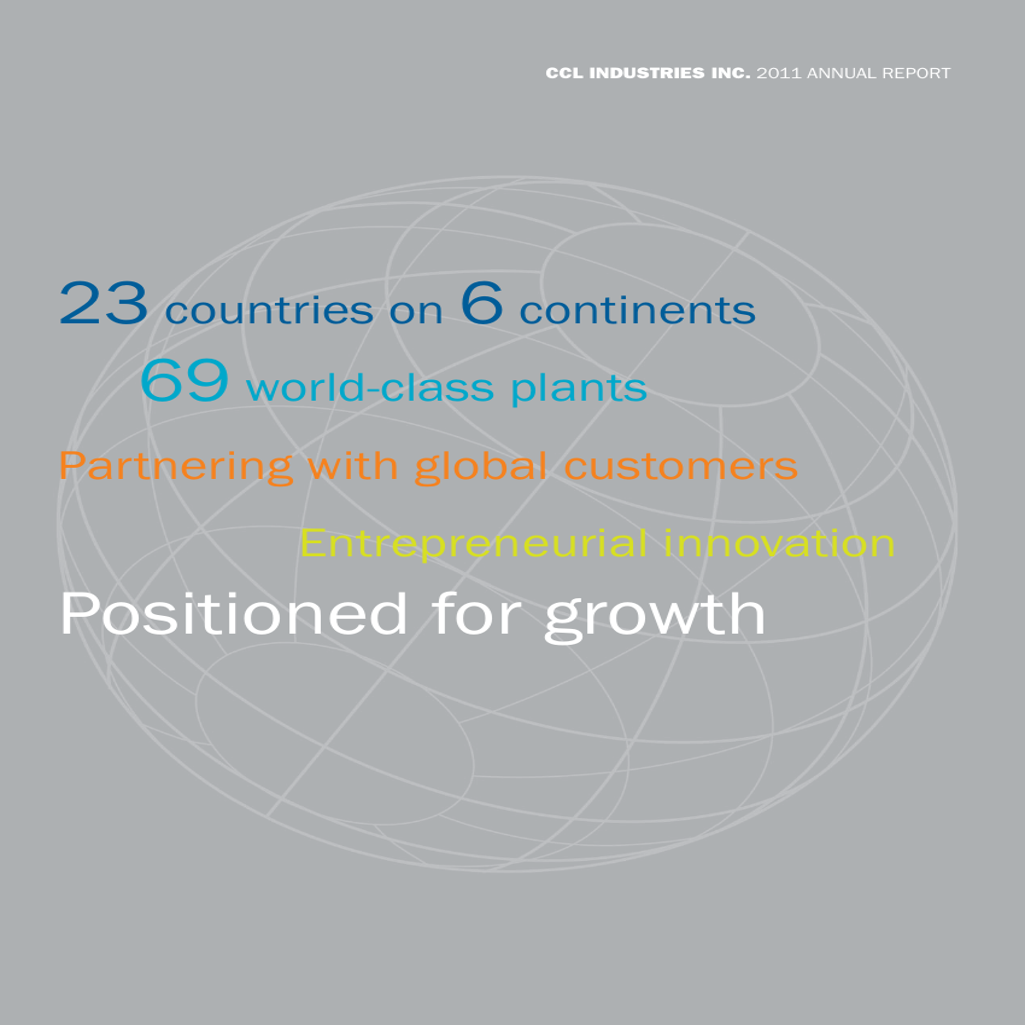 CCL INDUSTRIES INC. 2011 ANNUAL REPORT
23 countries on 6 continents
69 world-class plants
Partnering with global customers
Entrepreneurial innovation
Positioned for growth